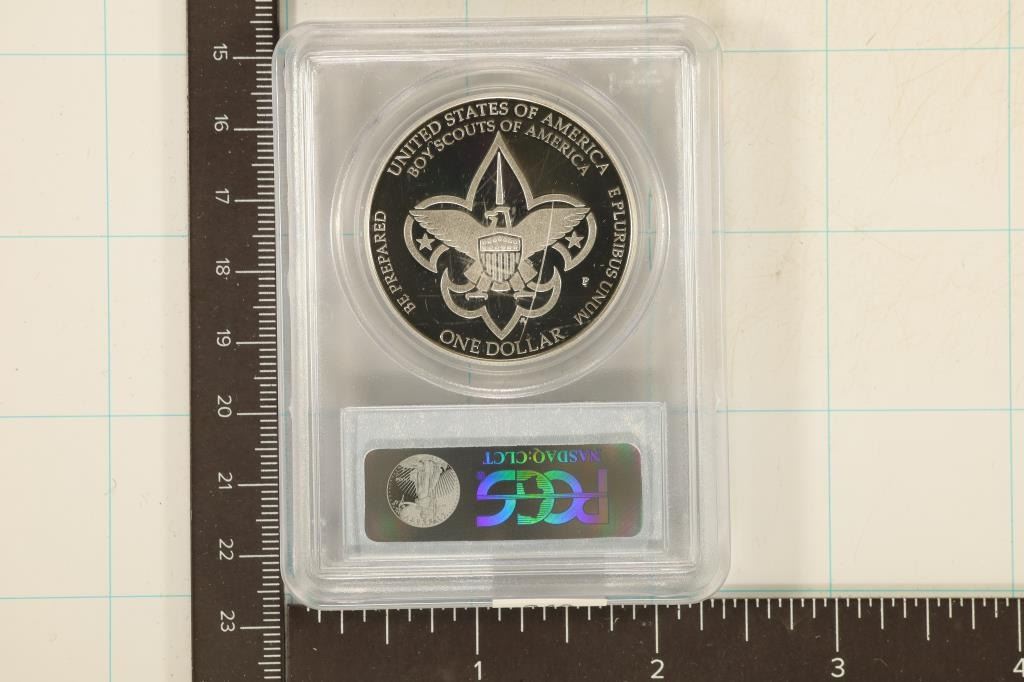 UNITED STATES OF AMERICA
BOY SCOUTS OF AMERICA
BE PREPARED
E PLURIBUS UNUM
P
ONE DOLLAR
NASDAQ:CLCT
PCGS
15
16
17
18
19
20
21
22
23
1
2
3
4